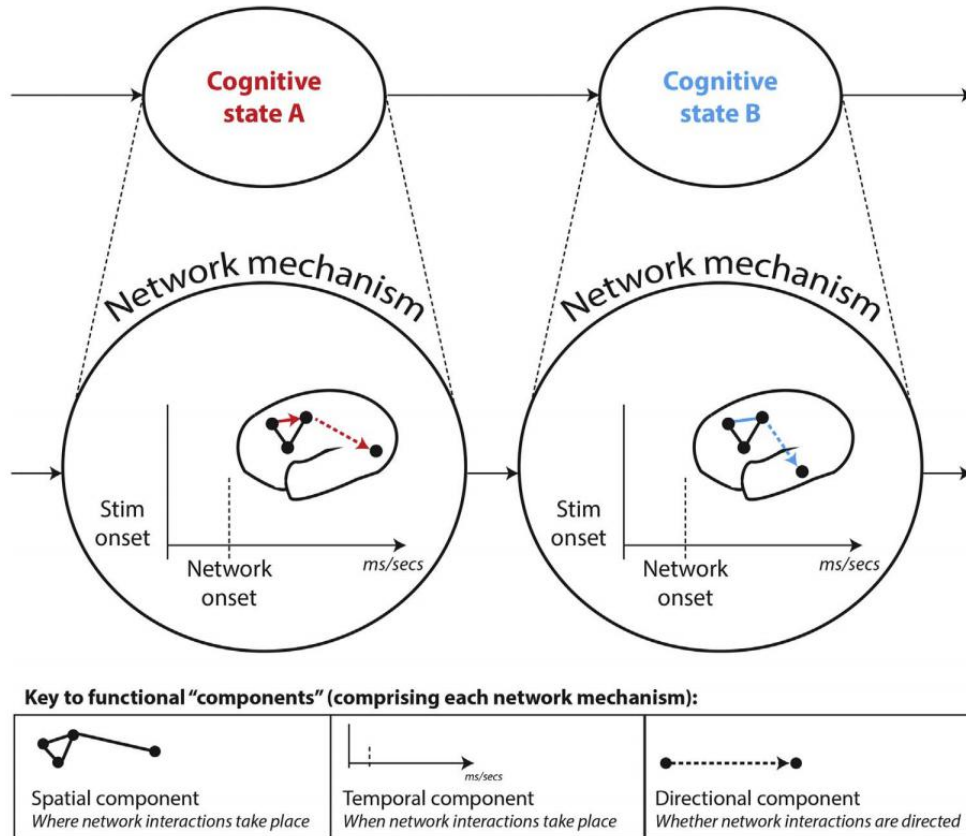 Cognitive
state A
Cognitive
state B
Network mechanism
Network mechanism
Stim
onset
Network
onset
ms/secs
Stim
onset
Network
onset
ms/secs
Key to functional “components” (comprising each network mechanism):
Spatial component
Where network interactions take place
ms/secs
Temporal component
When network interactions take place
Directional component
Whether network interactions are directed